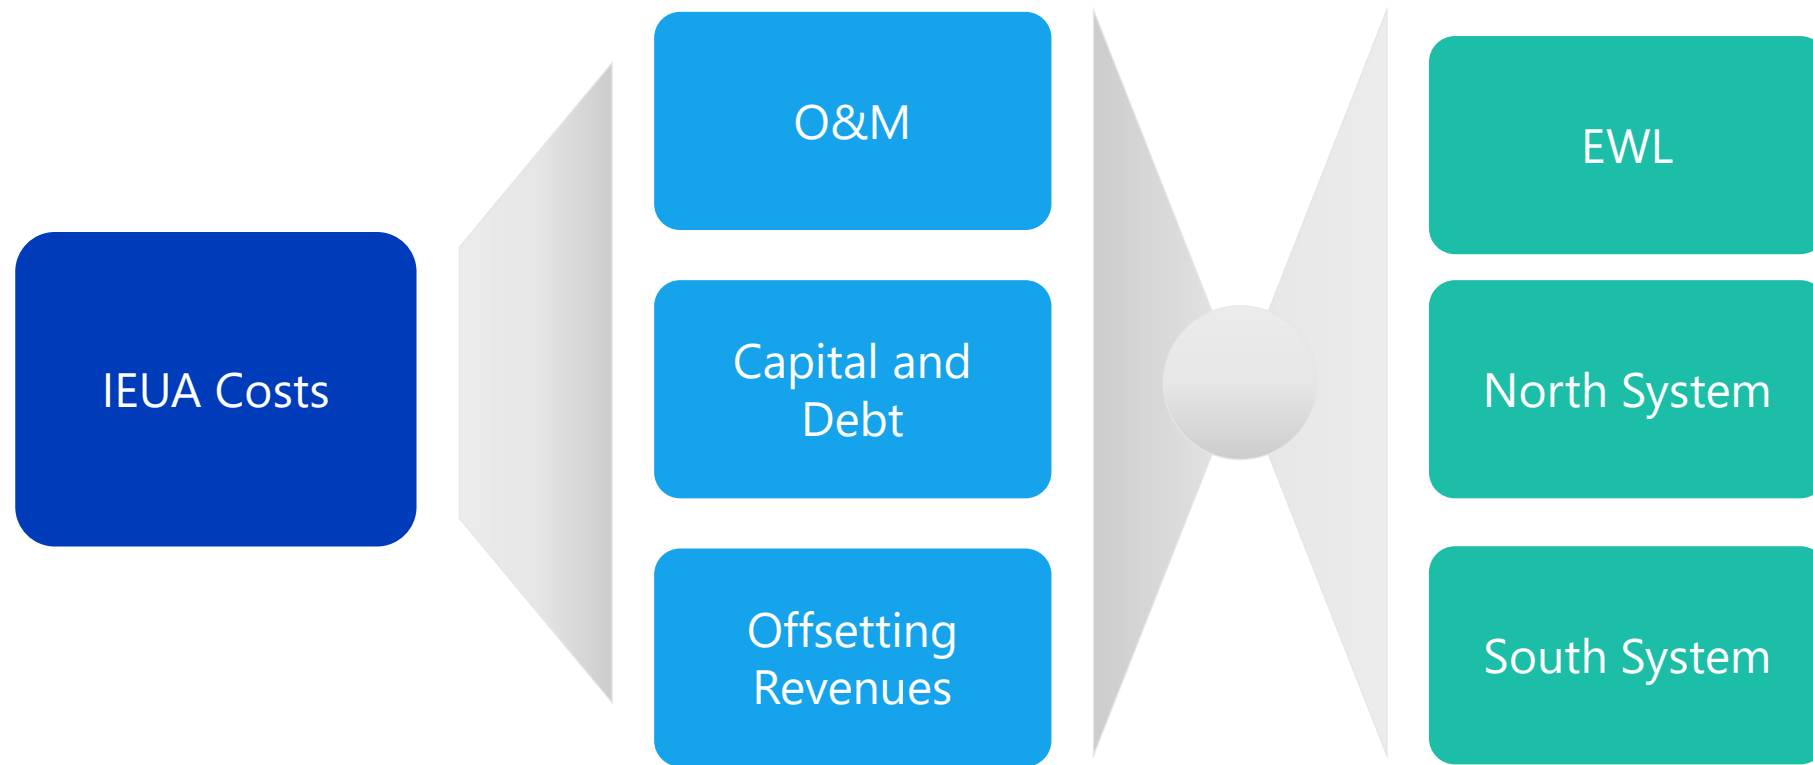 IEUA Costs
O&M
Capital and
Debt
Offsetting
Revenues
EWL
North System
South System